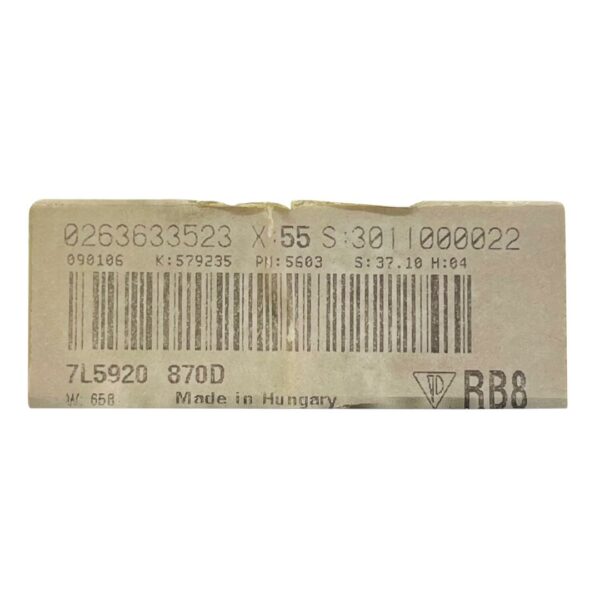 0263633523 X:55 S:3011000022
090106 K:579235 PN:5603 S:37.10 H:04
7L5920 870D
W. 658 Made in Hungary RB8